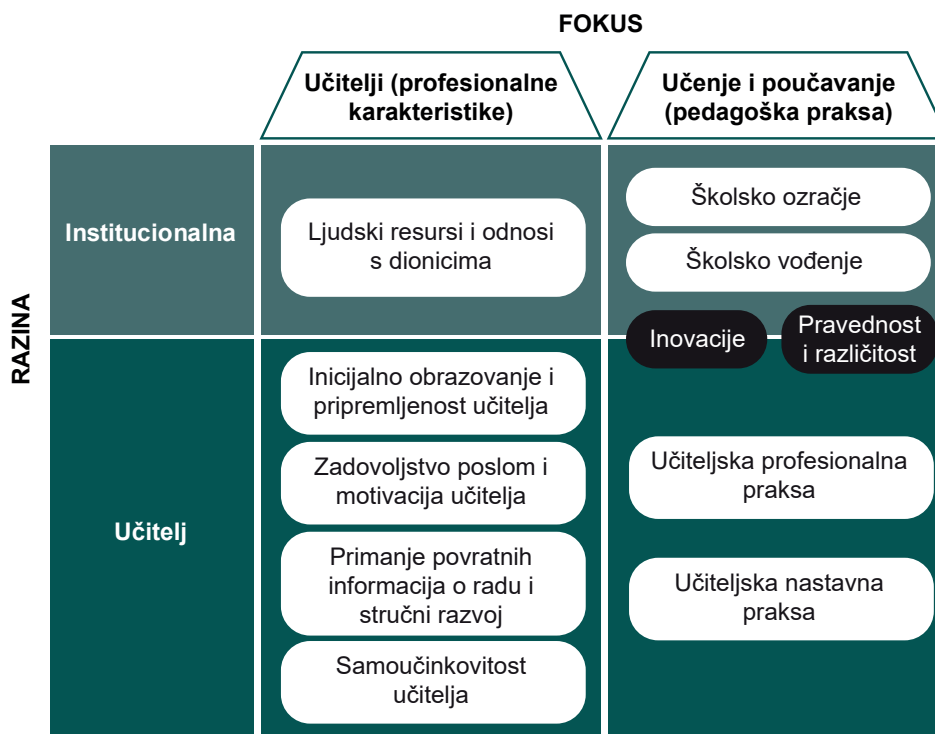 FOKUS
Učitelji (profesionalne
karakteristike)
Učenje i poučavanje
(pedagoška praksa)
RAZINA
Institucionalna
Ljudski resursi i odnosi
s dionicima
Školsko ozračje
Školsko vođenje
Inovacije
Pravednost
i različitost
Učitelj
Inicijalno obrazovanje i
pripremljenost učitelja
Zadovoljstvo poslom i
motivacija učitelja
Primanje povratnih
informacija o radu i
stručni razvoj
Samoučinkovitost
učitelja
Učiteljska profesionalna
praksa
Učiteljska nastavna
praksa